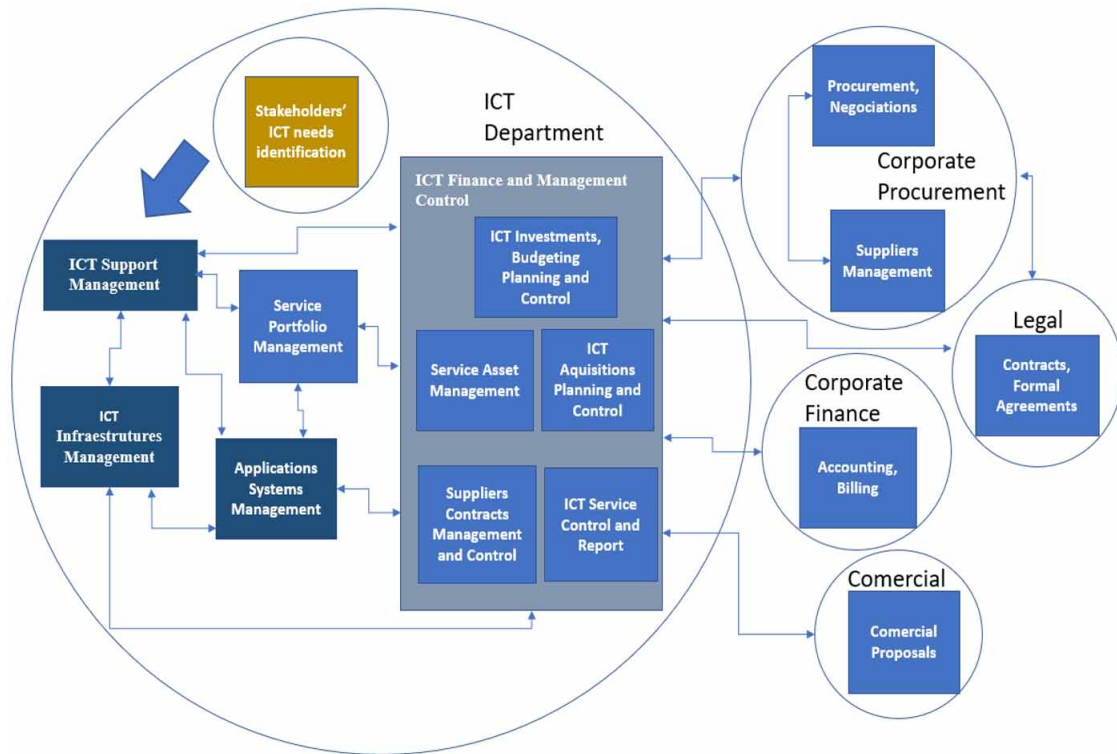 Stakeholders'
ICT needs
identification
ICT
Department
ICT Finance and Management
Control
ICT Investments,
Budgeting
Planning and
Control
Service Asset
Management
ICT
Aquisitions
Planning and
Control
Suppliers
Contracts
Management
and Control
ICT Service
Control and
Report
ICT Support
Management
Service
Portfolio
Management
ICT
Infraestrutures
Management
Applications
Systems
Management
Procurement,
Negociations
Corporate
Procurement
Suppliers
Management
Legal
Contracts,
Formal
Agreements
Corporate
Finance
Accounting,
Billing
Comercial
Comercial
Proposals